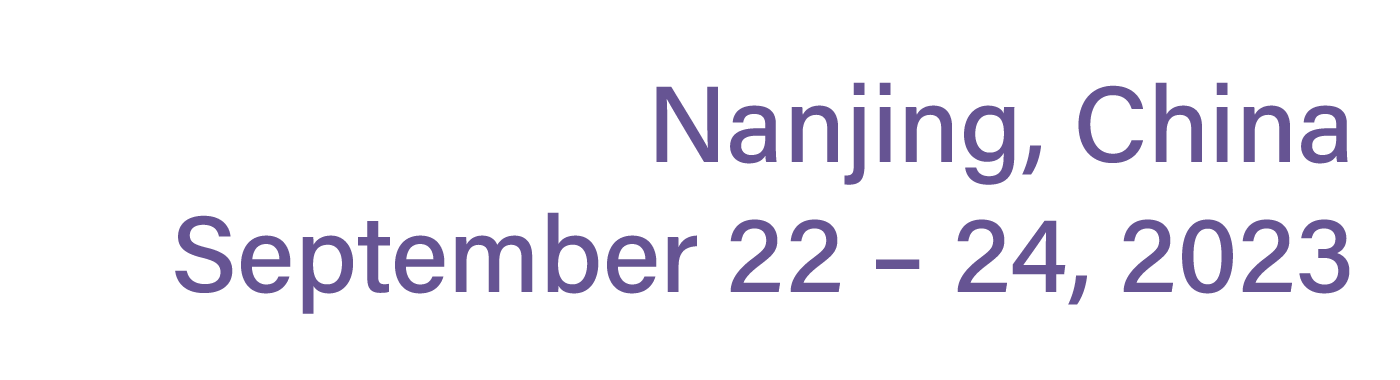 Nanjing, China
September 22 – 24, 2023